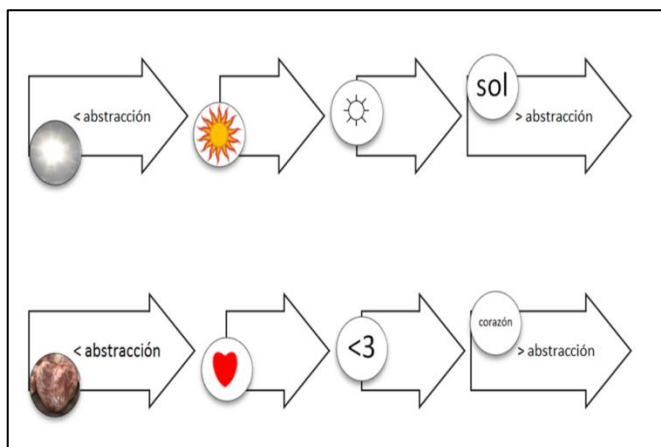 < abstracción
sol
> abstracción
< abstracción
<3
corazón
> abstracción